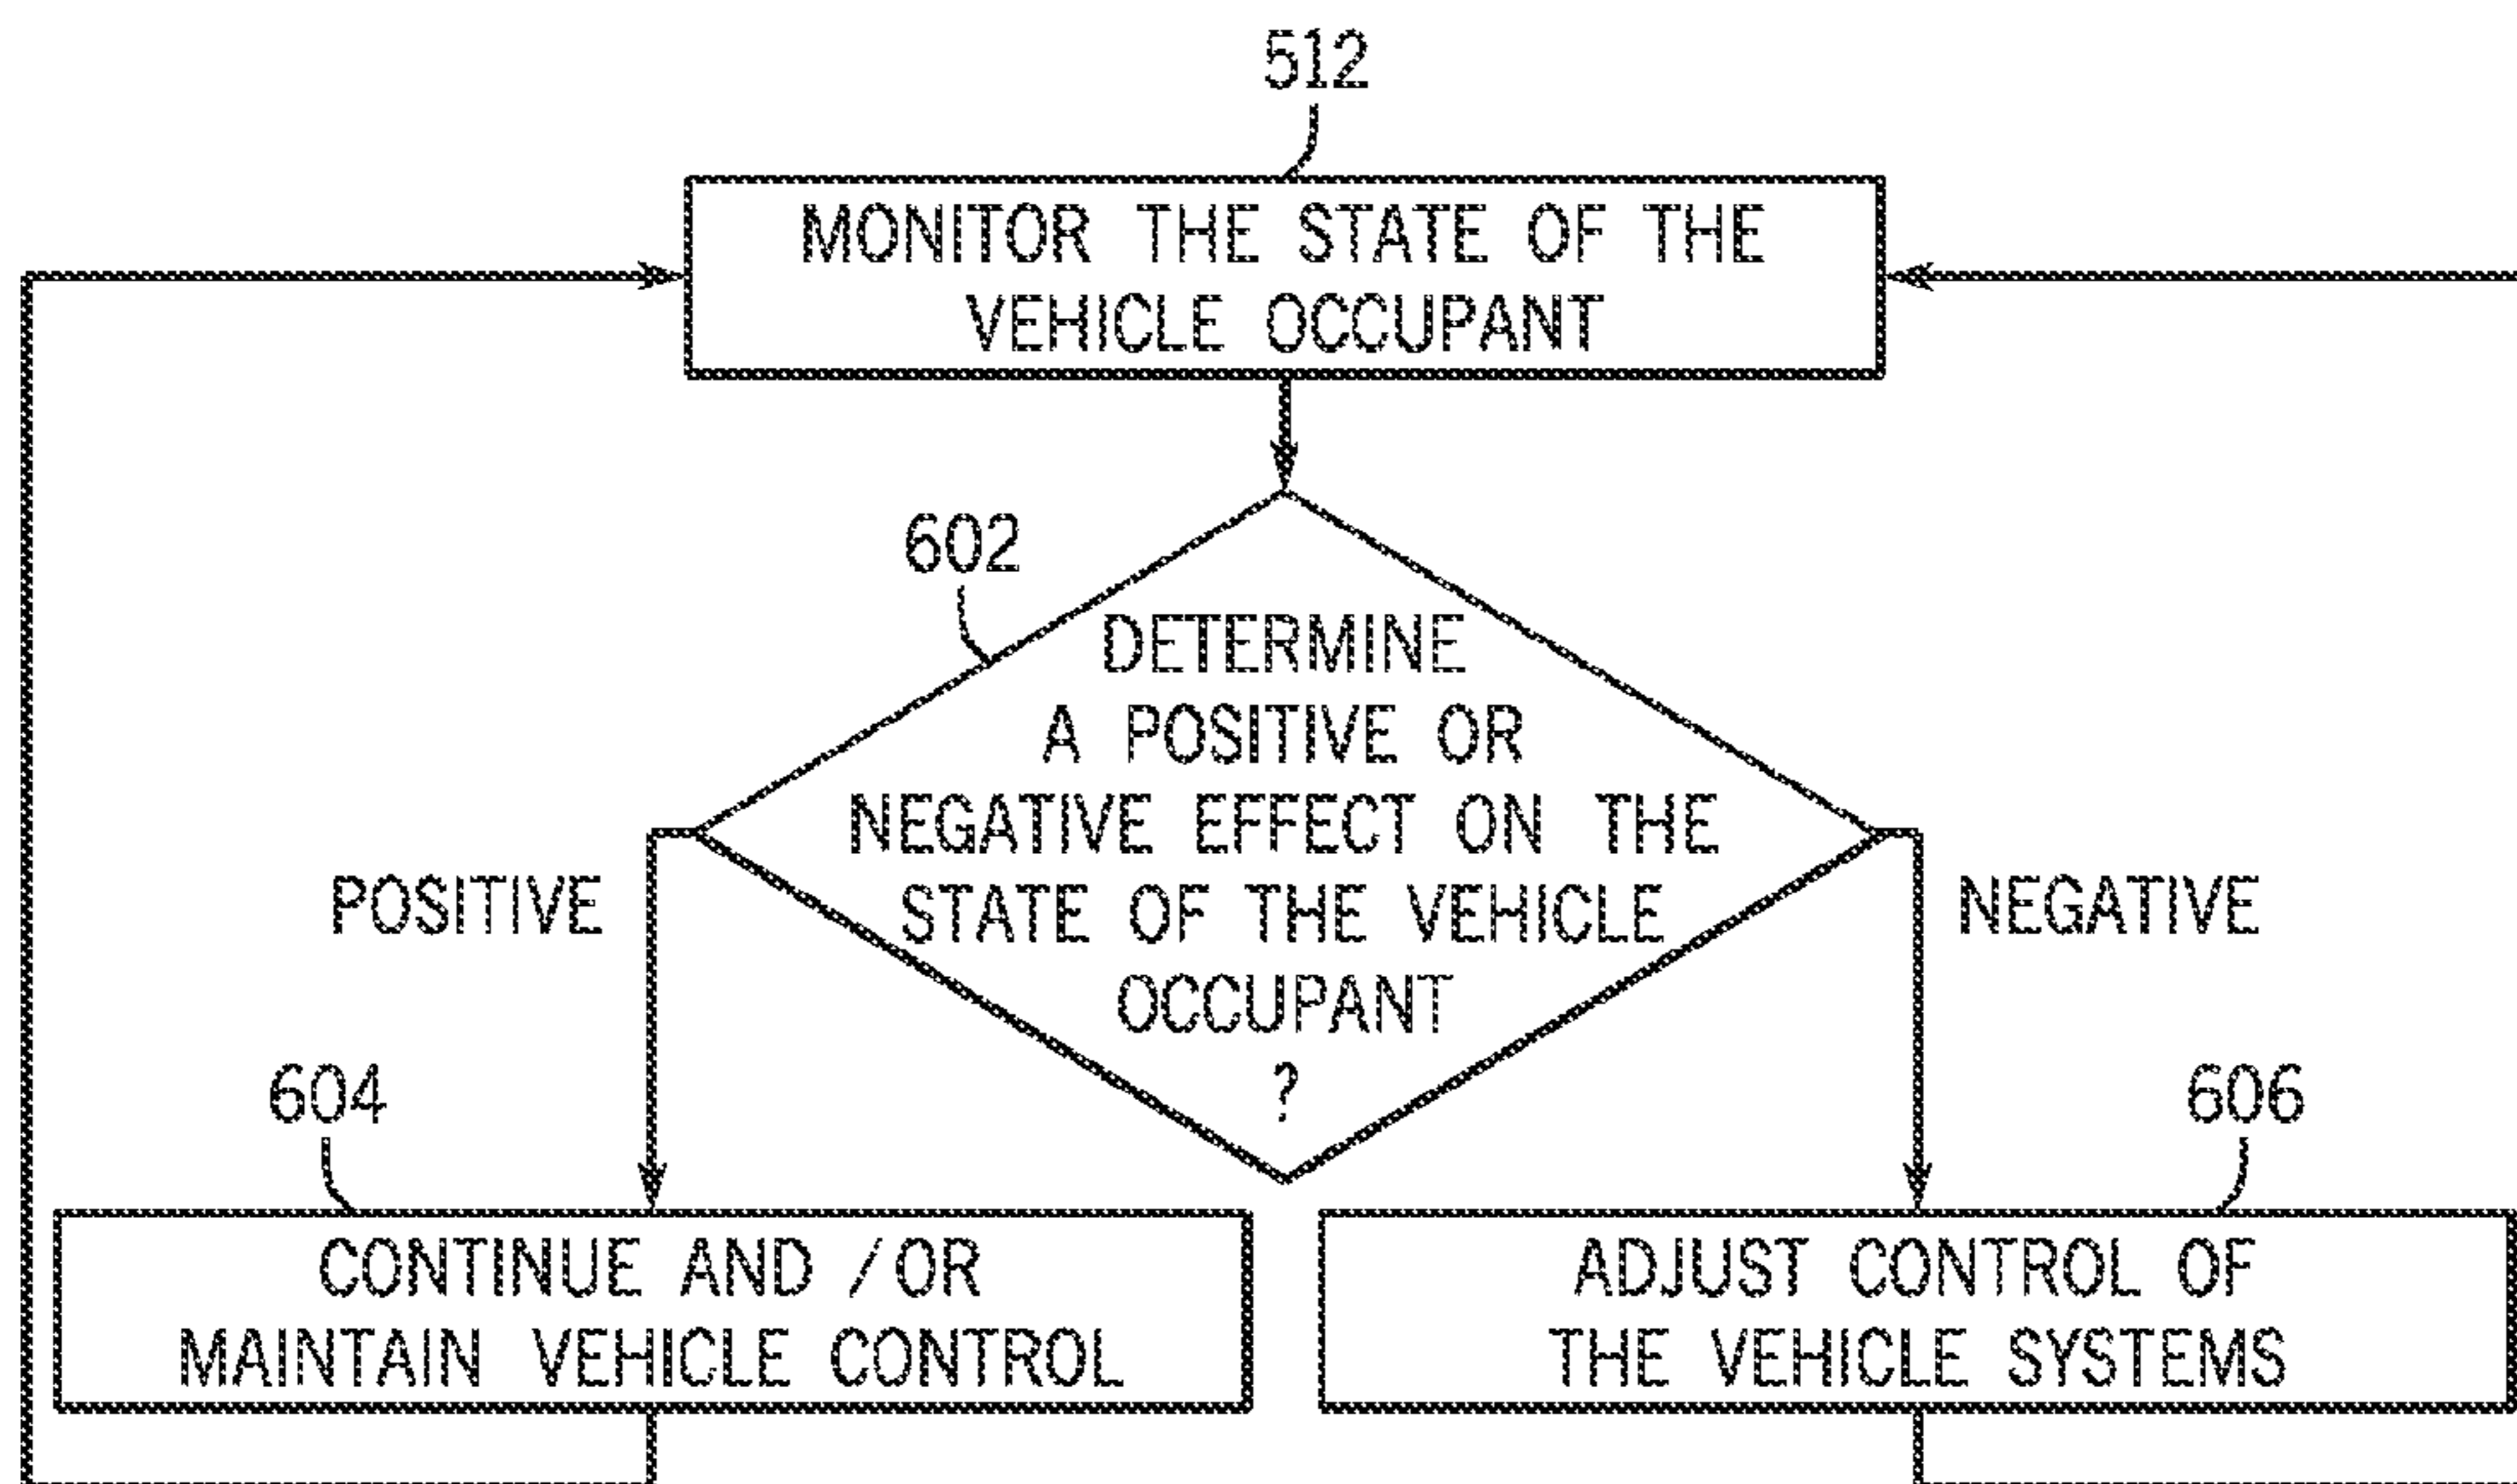 512
MONITOR THE STATE OF THE
VEHICLE OCCUPANT
602
DETERMINE
A POSITIVE OR
NEGATIVE EFFECT ON THE
STATE OF THE VEHICLE
OCCUPANT
?
POSITIVE
NEGATIVE
604
CONTINUE AND /OR
MAINTAIN VEHICLE CONTROL
606
ADJUST CONTROL OF
THE VEHICLE SYSTEMS